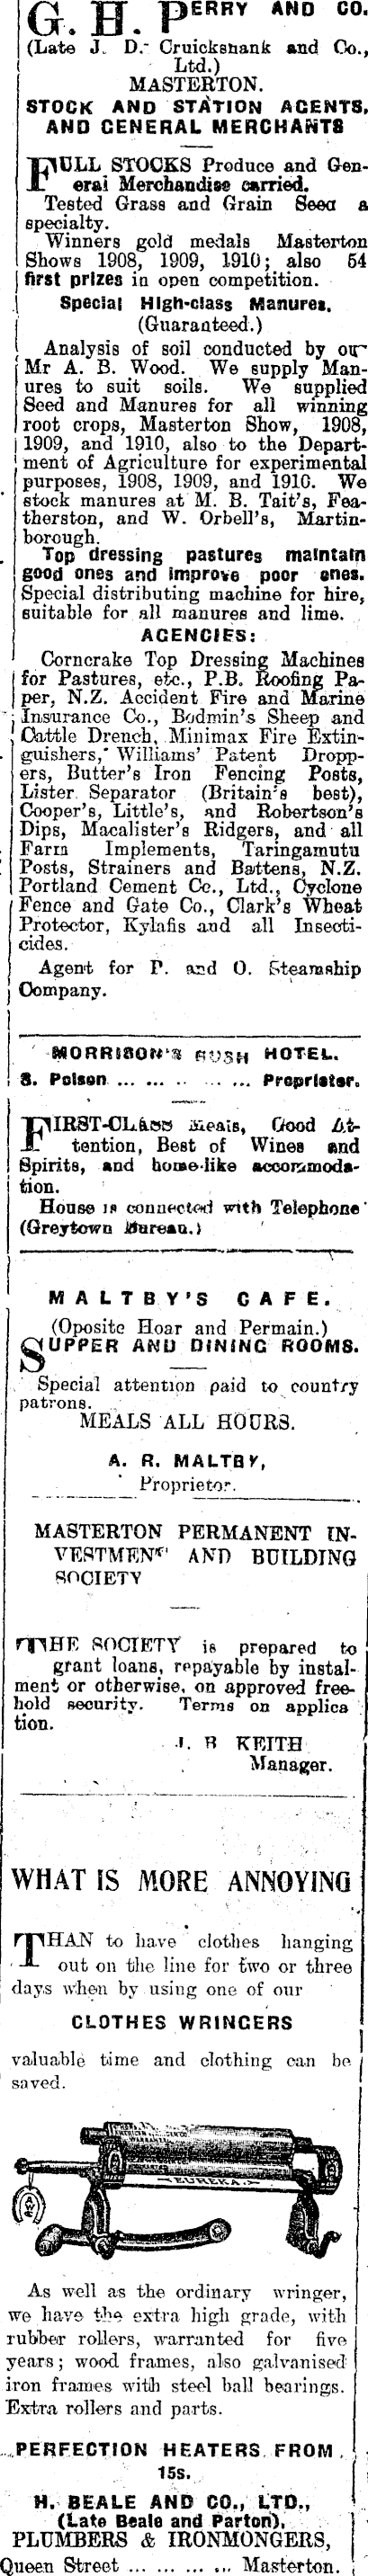 G. H. PERRY AND CO.
(Late J. D. Cruickshank and Co.,
Ltd.)
MASTERTON.
STOCK AND STATION AGENTS,
AND GENERAL MERCHANTS
FULL STOCKS Produce and Gen-
eral Merchandise carried.
Tested Grass and Grain Seed a
specialty.
Winners gold medals Masterton
Shows 1908, 1909, 1910; also 54
first prizes in open competition.
Special High-class Manures.
(Guaranteed.)
Analysis of soil conducted by our
Mr A. B. Wood. We supply Man-
ures to suit soils. We supplied
Seed and Manures for all winning
root crops, Masterton Show, 1908,
1909, and 1910, also to the Depart-
ment of Agriculture for experimental
purposes, 1908, 1909, and 1910. We
stock manures at M. B. Tait's, Fea-
therston, and W. Orbell's, Martin-
borough.
Top dressing pastures maintain
good ones and improve poor ones.
Special distributing machine for hire,
suitable for all manures and lime.
AGENCIES:
Corncrake Top Dressing Machines
for Pastures, etc., P.B. Roofing Pa-
per, N.Z. Accident Fire and Marine
Insurance Co., Bodmin's Sheep and
Cattle Drench, Minimax Fire Extin-
guishers, Williams' Patent Dropp-
ers, Butter's Iron Fencing Posts,
Lister Separator (Britain's best),
Cooper's, Little's, and Robertson's
Dips, Macalister's Ridgers, and all
Farm Implements, Taringamutu
Posts, Strainers and Battens, N.Z.
Portland Cement Co., Ltd., Cyclone
Fence and Gate Co., Clark's Wheat
Protector, Kylafis and all Insecti-
cides.
Agent for P. and O. Steamship
Company.
MORRISON'S BUSH HOTEL.
S. Polson ... ... .. ... ... Proprietor.
FIRST-CLASS Meals, Good At-
tention, Best of Wines and
Spirits, and home-like accommoda-
tion.
House is connected with Telephone
(Greytown Bureau.)
MALTBY'S CAFE.
(Oposite Hoar and Permain.)
SUPPER AND DINING ROOMS.
Special attention paid to country
patrons.
MEALS ALL HOURS.
A. R. MALTBY,
Proprietor.
MASTERTON PERMANENT IN-
VESTMENT AND BUILDING
SOCIETY
THE SOCIETY is prepared to
grant loans, repayable by instal-
ment or otherwise, on approved free-
hold security. Terms on applica
tion.
J. B KEITH
Manager.
WHAT IS MORE ANNOYING
THAN to have clothes hanging
out on the line for two or three
days when by using one of our
CLOTHES WRINGERS
valuable time and clothing can be
saved.
EUREKA
As well as the ordinary wringer,
we have the extra high grade, with
rubber rollers, warranted for five
years; wood frames, also galvanised
iron frames with steel ball bearings.
Extra rollers and parts.
PERFECTION HEATERS FROM
15s.
H. BEALE AND CO., LTD.,
(Late Beale and Parton),
PLUMBERS & IRONMONGERS,
Queen Street ... ... ... ... Masterton.